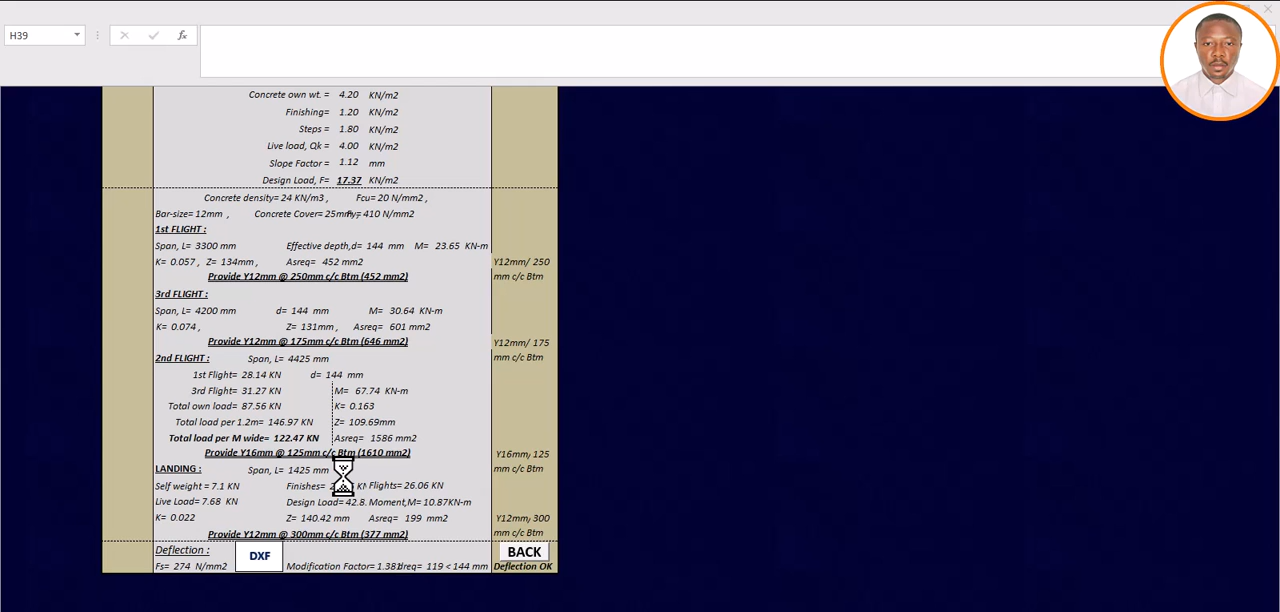 H39
fx
Concrete own wt. = 4.20 KN/m2
Finishing= 1.20 KN/m2
Steps = 1.80 KN/m2
Live load, Qk = 4.00 KN/m2
Slope Factor = 1.12 mm
Design Load, F= 17.37 KN/m2
Concrete density= 24 KN/m3 , Fcu= 20 N/mm2 ,
Bar-size= 12mm , Concrete Cover= 25mm, Fy= 410 N/mm2
1st FLIGHT :
Span, L= 3300 mm Effective depth,d= 144 mm M= 23.65 KN-m
K= 0.057 , Z= 134mm , Asreq= 452 mm2 Y12mm/ 250
Provide Y12mm @ 250mm c/c Btm (452 mm2) mm c/c Btm
3rd FLIGHT :
Span, L= 4200 mm d= 144 mm M= 30.64 KN-m
K= 0.074 , Z= 131mm , Asreq= 601 mm2
Provide Y12mm @ 175mm c/c Btm (646 mm2) Y12mm/ 175
2nd FLIGHT : Span, L= 4425 mm mm c/c Btm
1st Flight= 28.14 KN d= 144 mm
3rd Flight= 31.27 KN M= 67.74 KN-m
Total own load= 87.56 KN K= 0.163
Total load per 1.2m= 146.97 KN Z= 109.69mm
Total load per M wide= 122.47 KN Asreq= 1586 mm2
Provide Y16mm @ 125mm c/c Btm (1610 mm2) Y16mm/ 125
LANDING : Span, L= 1425 mm mm c/c Btm
Self weight = 7.1 KN Finishes= KN Flights= 26.06 KN
Live Load= 7.68 KN Design Load= 42.8. Moment,M= 10.87KN-m
K= 0.022 Z= 140.42 mm Asreq= 199 mm2 Y12mm/ 300
Provide Y12mm @ 300mm c/c Btm (377 mm2) mm c/c Btm
Deflection : DXF BACK
Fs= 274 N/mm2 Modification Factor= 1.381 dreq= 119 < 144 mm Deflection OK